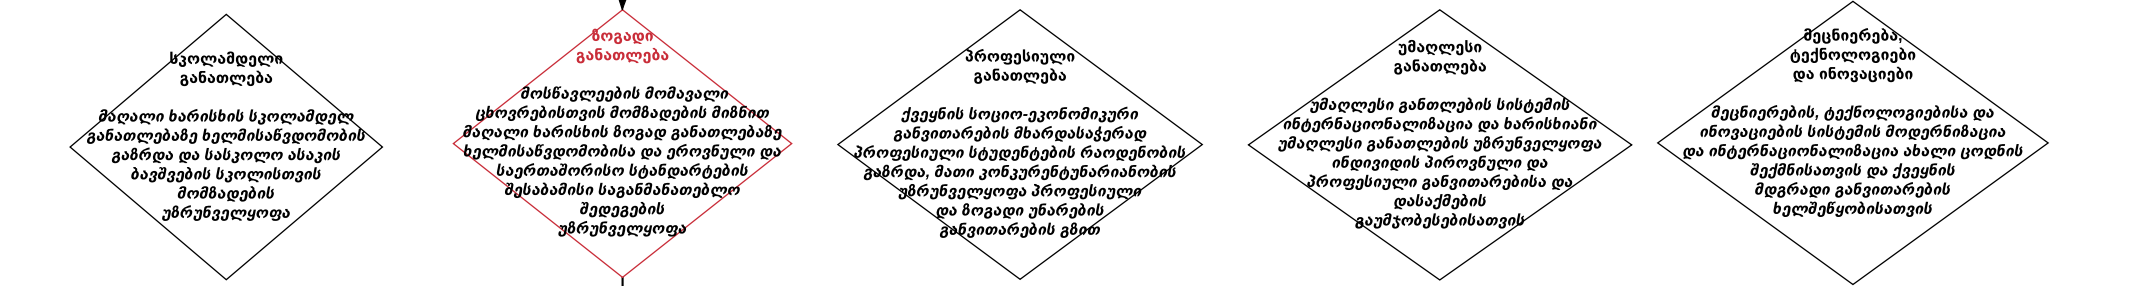 სკოლამდელი
განათლება
მაღალი ხარისხის სკოლამდელ
განათლებაზე ხელმისაწვდომობის
გაზრდა და სასკოლო ასაკის
ბავშვების სკოლისთვის
მომზადების
უზრუნველყოფა
ზოგადი
განათლება
მოსწავლეების მომავალი
ცხოვრებისთვის მომზადების მიზნით
მაღალი ხარისხის ზოგად განათლებაზე
ხელმისაწვდომობისა და ეროვნული და
საერთაშორისო სტანდარტების
შესაბამისი საგანმანათებლო
შედეგების
უზრუნველყოფა
პროფესიული
განათლება
ქვეყნის სოციო-ეკონომიკური
განვითარების მხარდასაჭერად
პროფესიული სტუდენტების რაოდენობის
გაზრდა, მათი კონკურენტუნარიანობის
უზრუნველყოფა პროფესიული
და ზოგადი უნარების
განვითარების გზით
უმაღლესი
განათლება
უმაღლესი განთლების სისტემის
ინტერნაციონალიზაცია და ხარისხიანი
უმაღლესი განათლების უზრუნველყოფა
ინდივიდის პიროვნული და
პროფესიული განვითარებისა და
დასაქმების
გაუმჯობესებისათვის
მეცნიერება,
ტექნოლოგიები
და ინოვაციები
მეცნიერების, ტექნოლოგიებისა და
ინოვაციების სისტემის მოდერნიზაცია
და ინტერნაციონალიზაცია ახალი ცოდნის
შექმნისათვის და ქვეყნის
მდგრადი განვითარების
ხელშეწყობისათვის